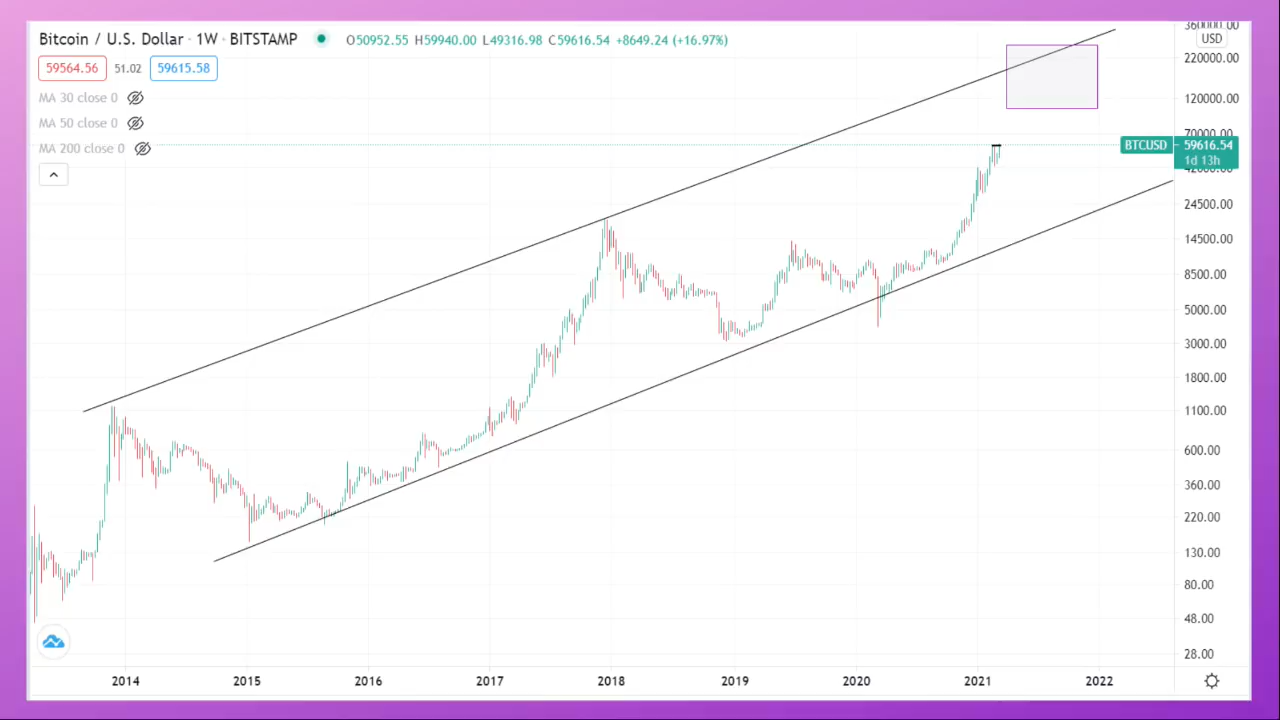 Bitcoin / U.S. Dollar · 1W · BITSTAMP O50952.55 H59940.00 L49316.98 C59616.54 +8649.24 (+16.97%)
59564.56 51.02 59615.58
MA 30 close 0
MA 50 close 0
MA 200 close 0
360000.00
USD
220000.00
120000.00
70000.00
BTCUSD 59616.54
1d 13h
42000.00
24500.00
14500.00
8500.00
5000.00
3000.00
1800.00
1100.00
600.00
360.00
220.00
130.00
80.00
48.00
28.00
2014 2015 2016 2017 2018 2019 2020 2021 2022